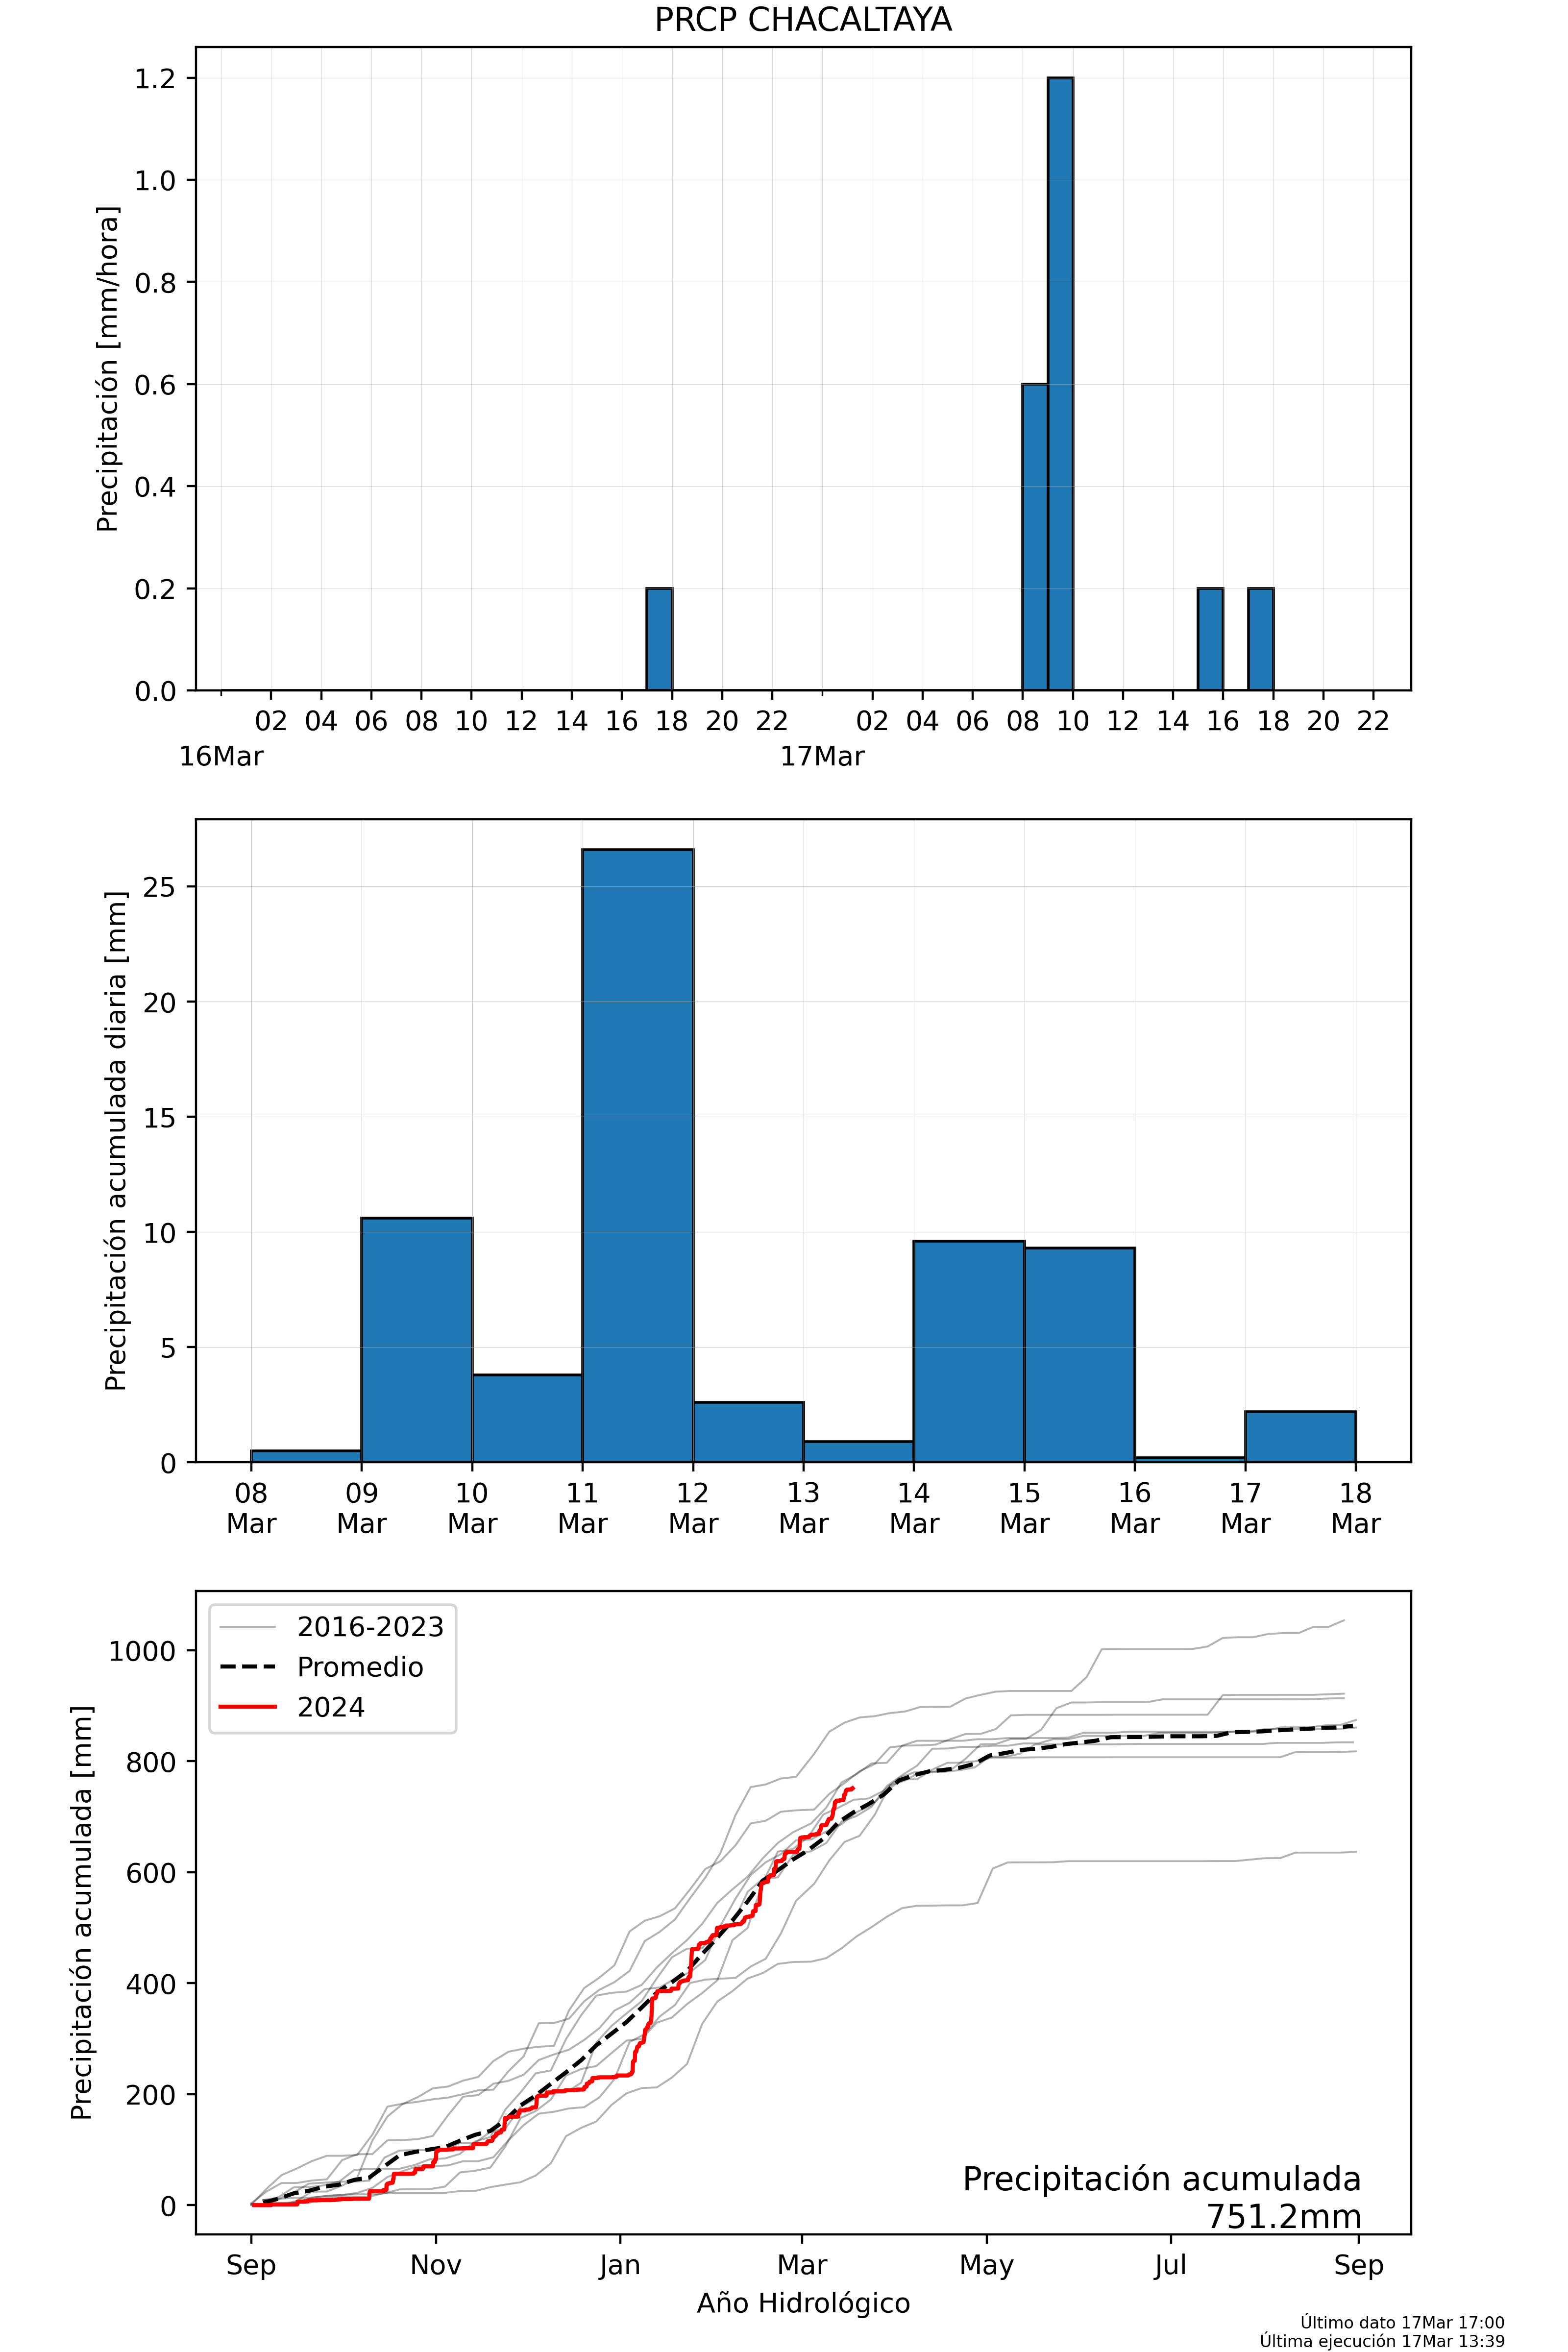 PRCP CHACALTAYA
Precipitación [mm/hora]
1.2
1.0
0.8
0.6
0.4
0.2
0.0
02 04 06 08 10 12 14 16 18 20 22 02 04 06 08 10 12 14 16 18 20 22
16Mar 17Mar
Precipitación acumulada diaria [mm]
25
20
15
10
5
0
08 09 10 11 12 13 14 15 16 17 18
Mar Mar Mar Mar Mar Mar Mar Mar Mar Mar Mar
Precipitación acumulada [mm]
1000
800
600
400
200
0
2016-2023
Promedio
2024
Precipitación acumulada
751.2mm
Sep Nov Jan Mar May Jul Sep
Año Hidrológico
Último dato 17Mar 17:00
Última ejecución 17Mar 13:39